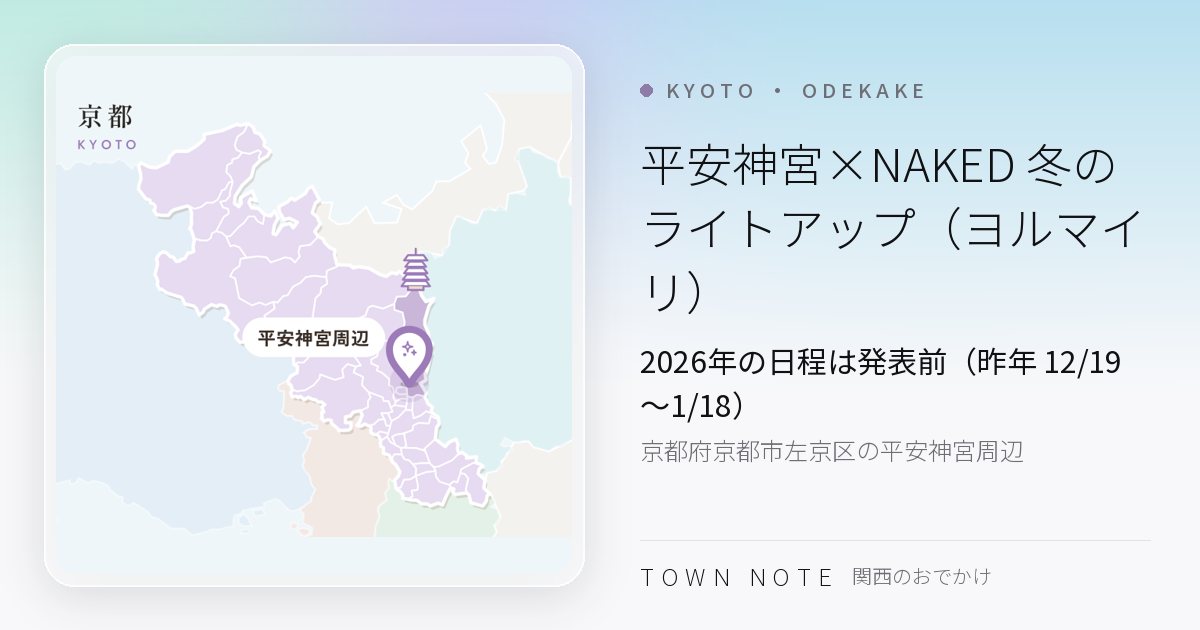 京都
KYOTO
平安神宮周辺
KYOTO • ODEKAKE
平安神宮×NAKED 冬の
ライトアップ（ヨルマイ
リ）
2026年の日程は発表前（昨年 12/19
〜1/18）
京都府京都市左京区の平安神宮周辺
TOWN NOTE 関西のおでかけ